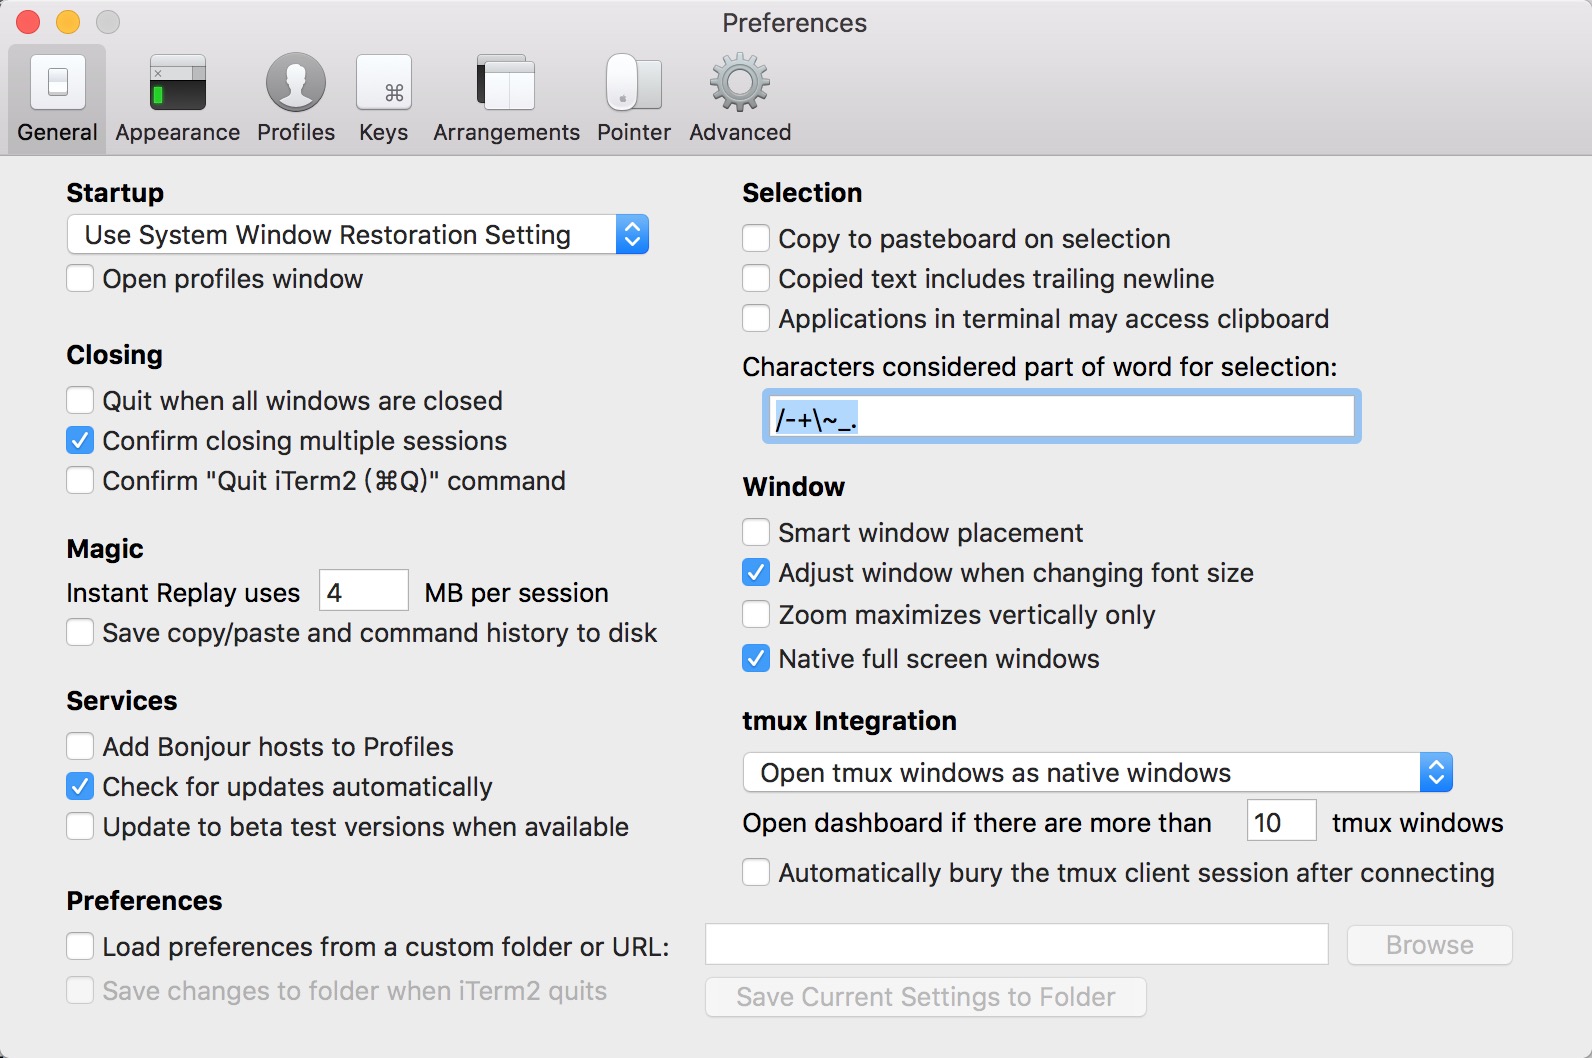 Preferences
General Appearance Profiles Keys Arrangements Pointer Advanced
Startup
Use System Window Restoration Setting
Open profiles window
Closing
Quit when all windows are closed
Confirm closing multiple sessions
Confirm "Quit iTerm2 (⌘Q)" command
Magic
Instant Replay uses 4 MB per session
Save copy/paste and command history to disk
Services
Add Bonjour hosts to Profiles
Check for updates automatically
Update to beta test versions when available
Selection
Copy to pasteboard on selection
Copied text includes trailing newline
Applications in terminal may access clipboard
Characters considered part of word for selection:
/-+\~_.
Window
Smart window placement
Adjust window when changing font size
Zoom maximizes vertically only
Native full screen windows
tmux Integration
Open tmux windows as native windows
Open dashboard if there are more than 10 tmux windows
Automatically bury the tmux client session after connecting
Preferences
Load preferences from a custom folder or URL: Browse
Save changes to folder when iTerm2 quits Save Current Settings to Folder